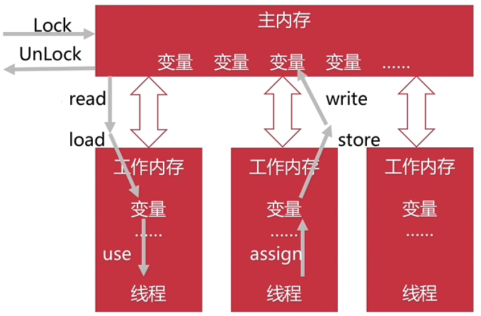 Lock
主内存
UnLock
变量 变量 变量 变量 ……
read
write
load
store
工作内存 工作内存 工作内存
变量 变量 变量
…… …… ……
use
assign
线程 线程 线程